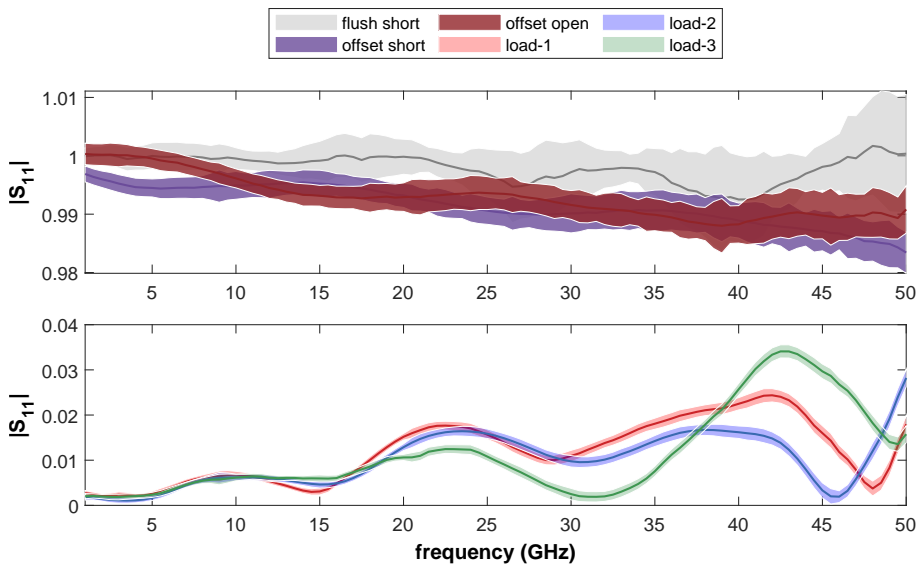 flush short offset open load-2
offset short load-1 load-3
1.01
1
0.99
0.98
|S11|
5 10 15 20 25 30 35 40 45 50
0.04
0.03
0.02
0.01
0
|S11|
5 10 15 20 25 30 35 40 45 50
frequency (GHz)